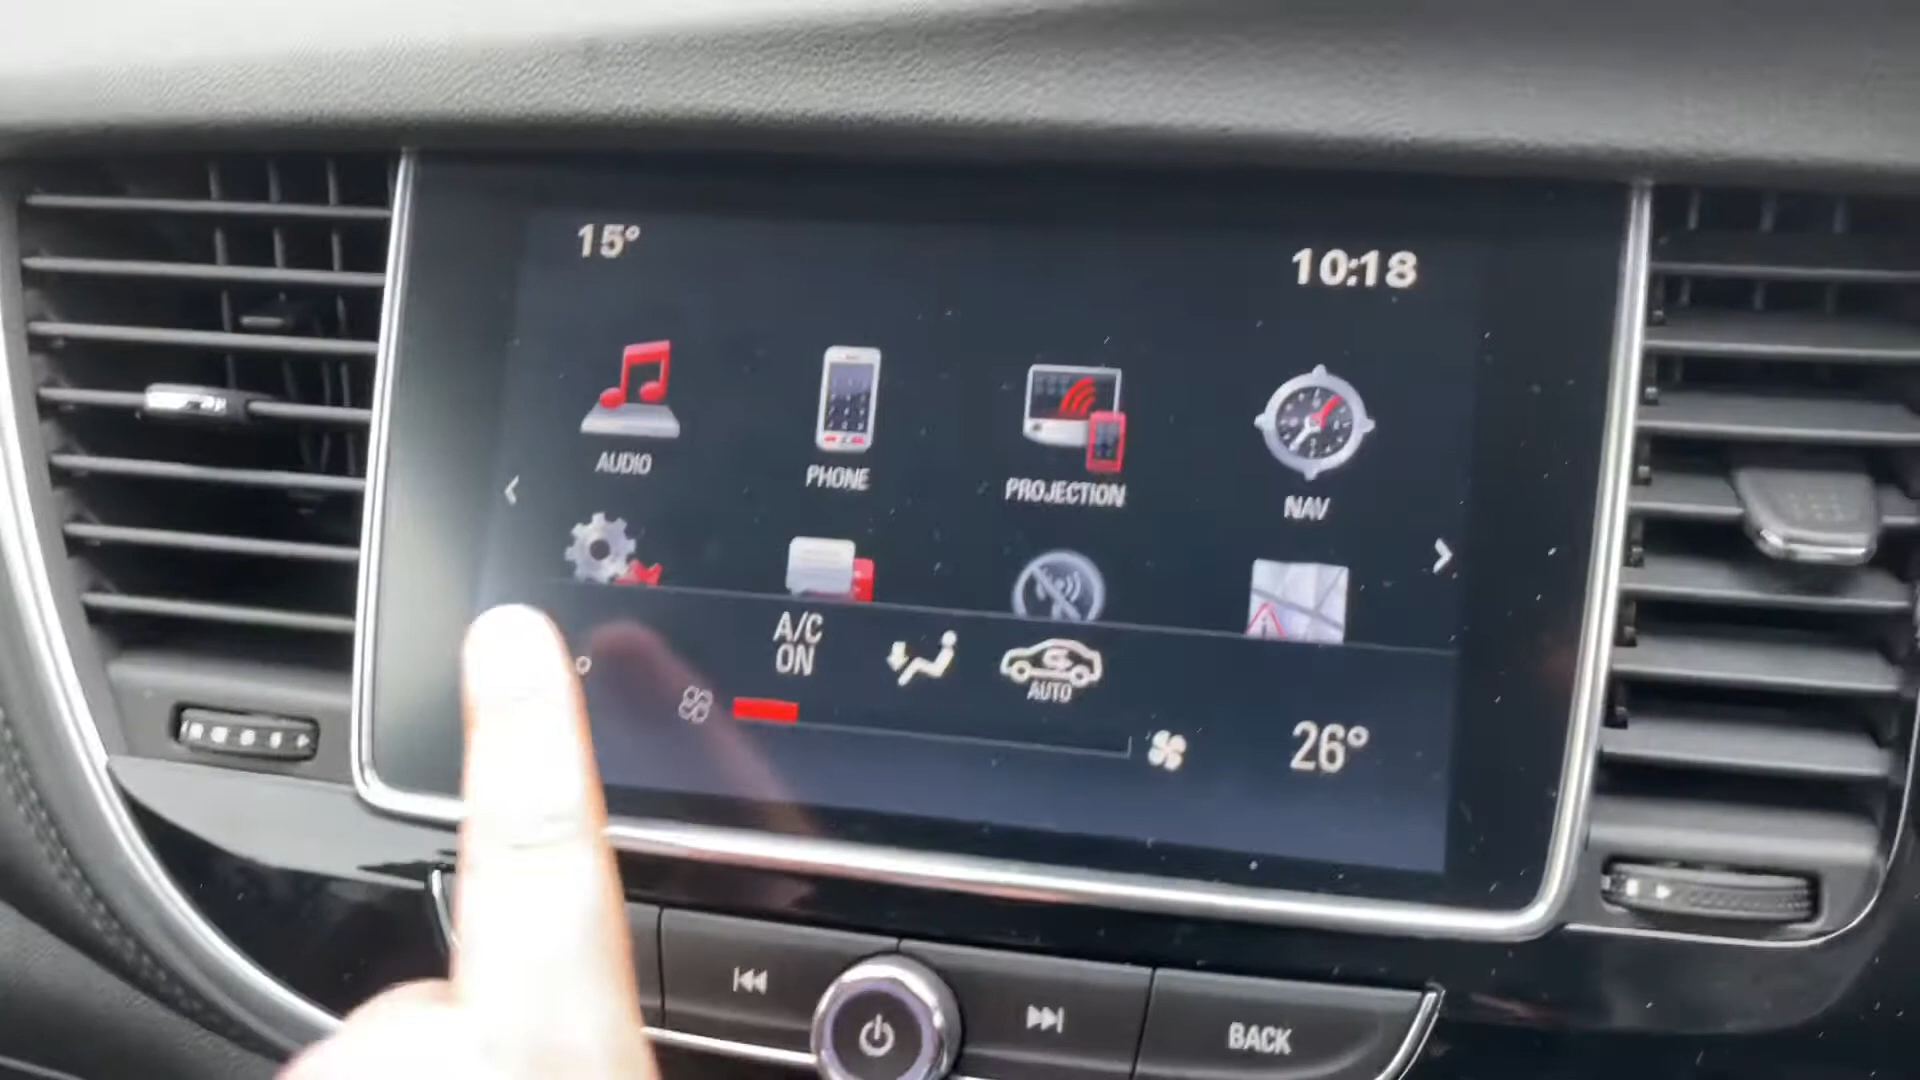 15°
10:18
AUDIO
PHONE
PROJECTION
NAV
A/C
ON
AUTO
°
26°
BACK